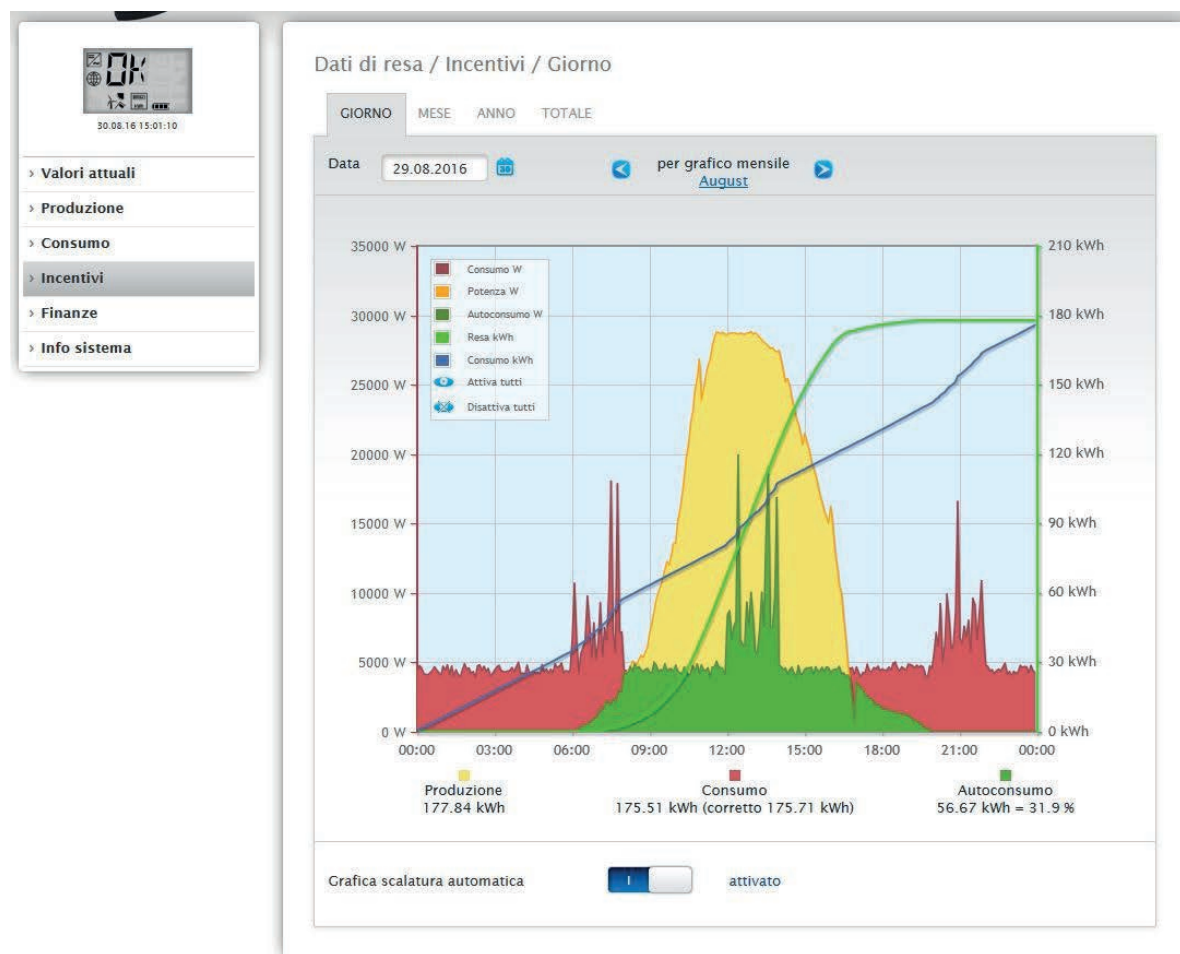 OK
30.08.16 15:01:10
› Valori attuali
› Produzione
› Consumo
› Incentivi
› Finanze
› Info sistema
Dati di resa / Incentivi / Giorno
GIORNO MESE ANNO TOTALE
Data 29.08.2016 30 per grafico mensile
August
35000 W
30000 W
25000 W
20000 W
15000 W
10000 W
5000 W
0 W
Consumo W
Potenza W
Autoconsumo W
Resa kWh
Consumo kWh
Attiva tutti
Disattiva tutti
210 kWh
180 kWh
150 kWh
120 kWh
90 kWh
60 kWh
30 kWh
0 kWh
00:00 03:00 06:00 09:00 12:00 15:00 18:00 21:00 00:00
Produzione
177.84 kWh
Consumo
175.51 kWh (corretto 175.71 kWh)
Autoconsumo
56.67 kWh = 31.9 %
Grafica scalatura automatica I attivato